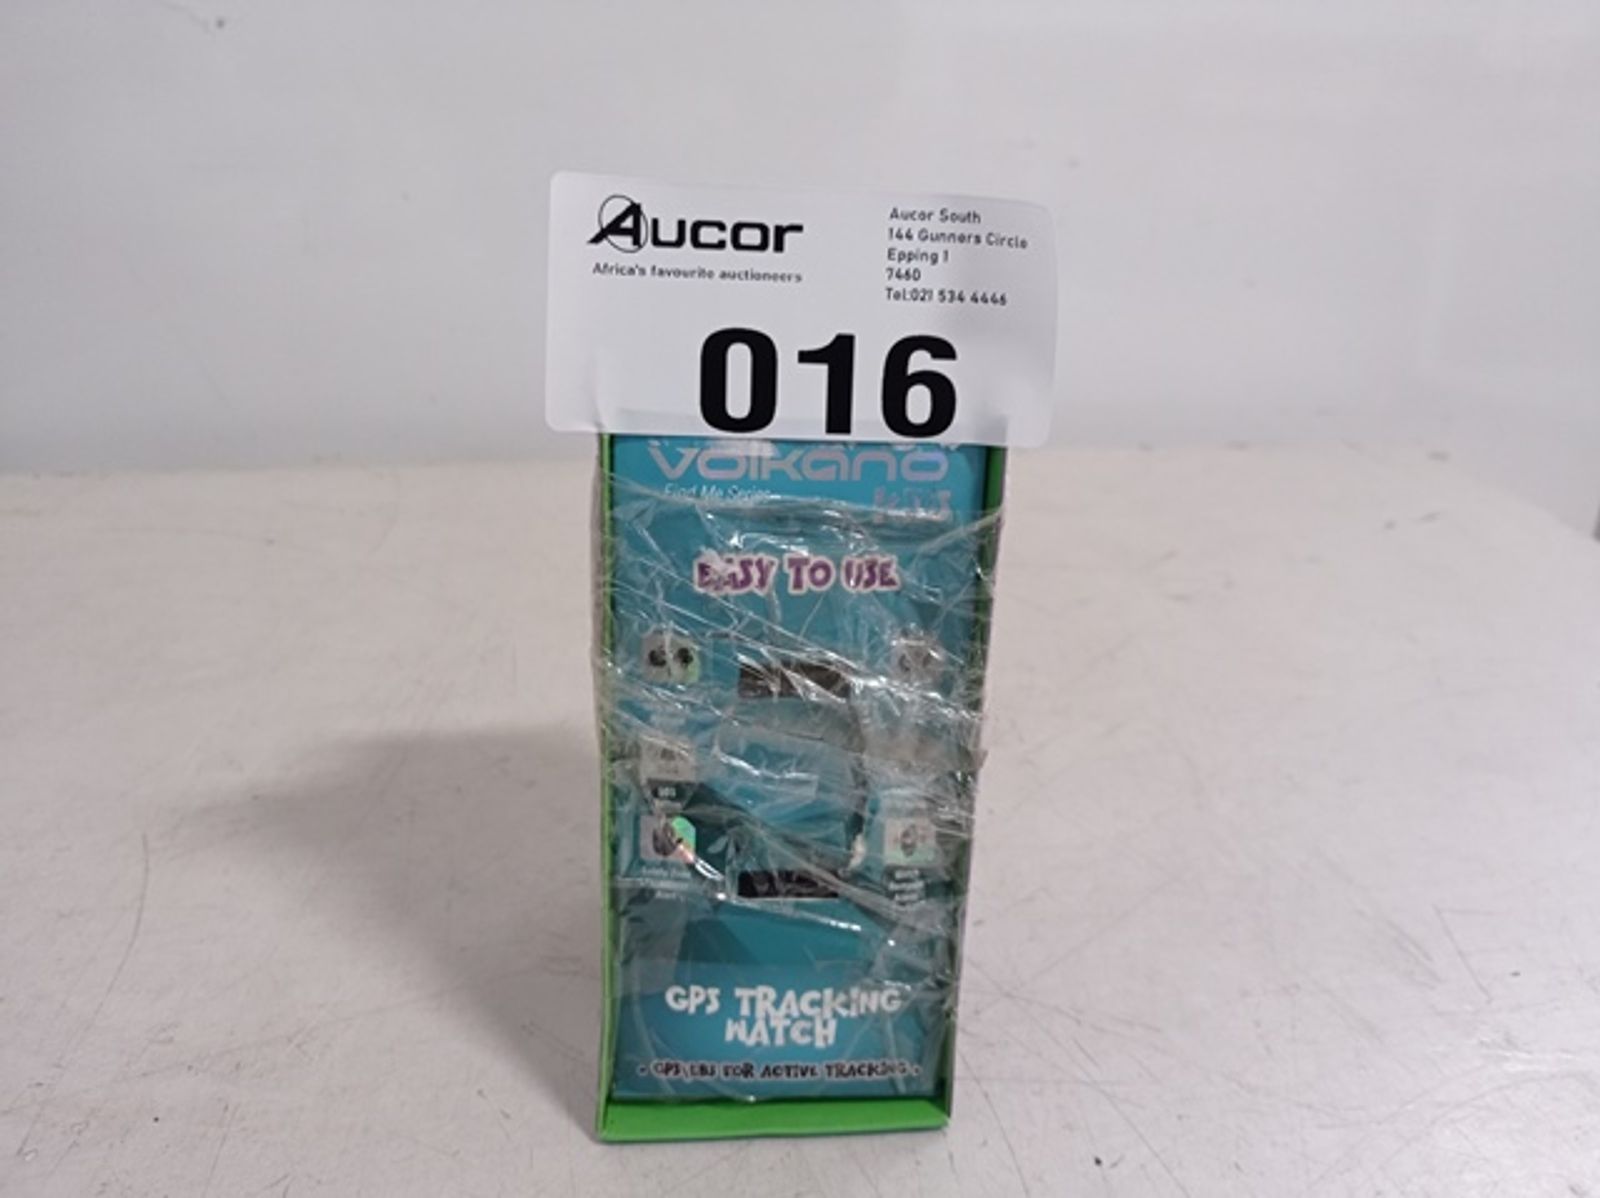 Aucor
Africa's favourite auctioneers
Aucor South
144 Gunners Circle
Epping 1
7460
Tel:021 534 4446
016
Volkano
Find Me Series
kids
EASY TO USE
GPS TRACKING
WATCH
• GPS\LBS FOR ACTIVE TRACKING •